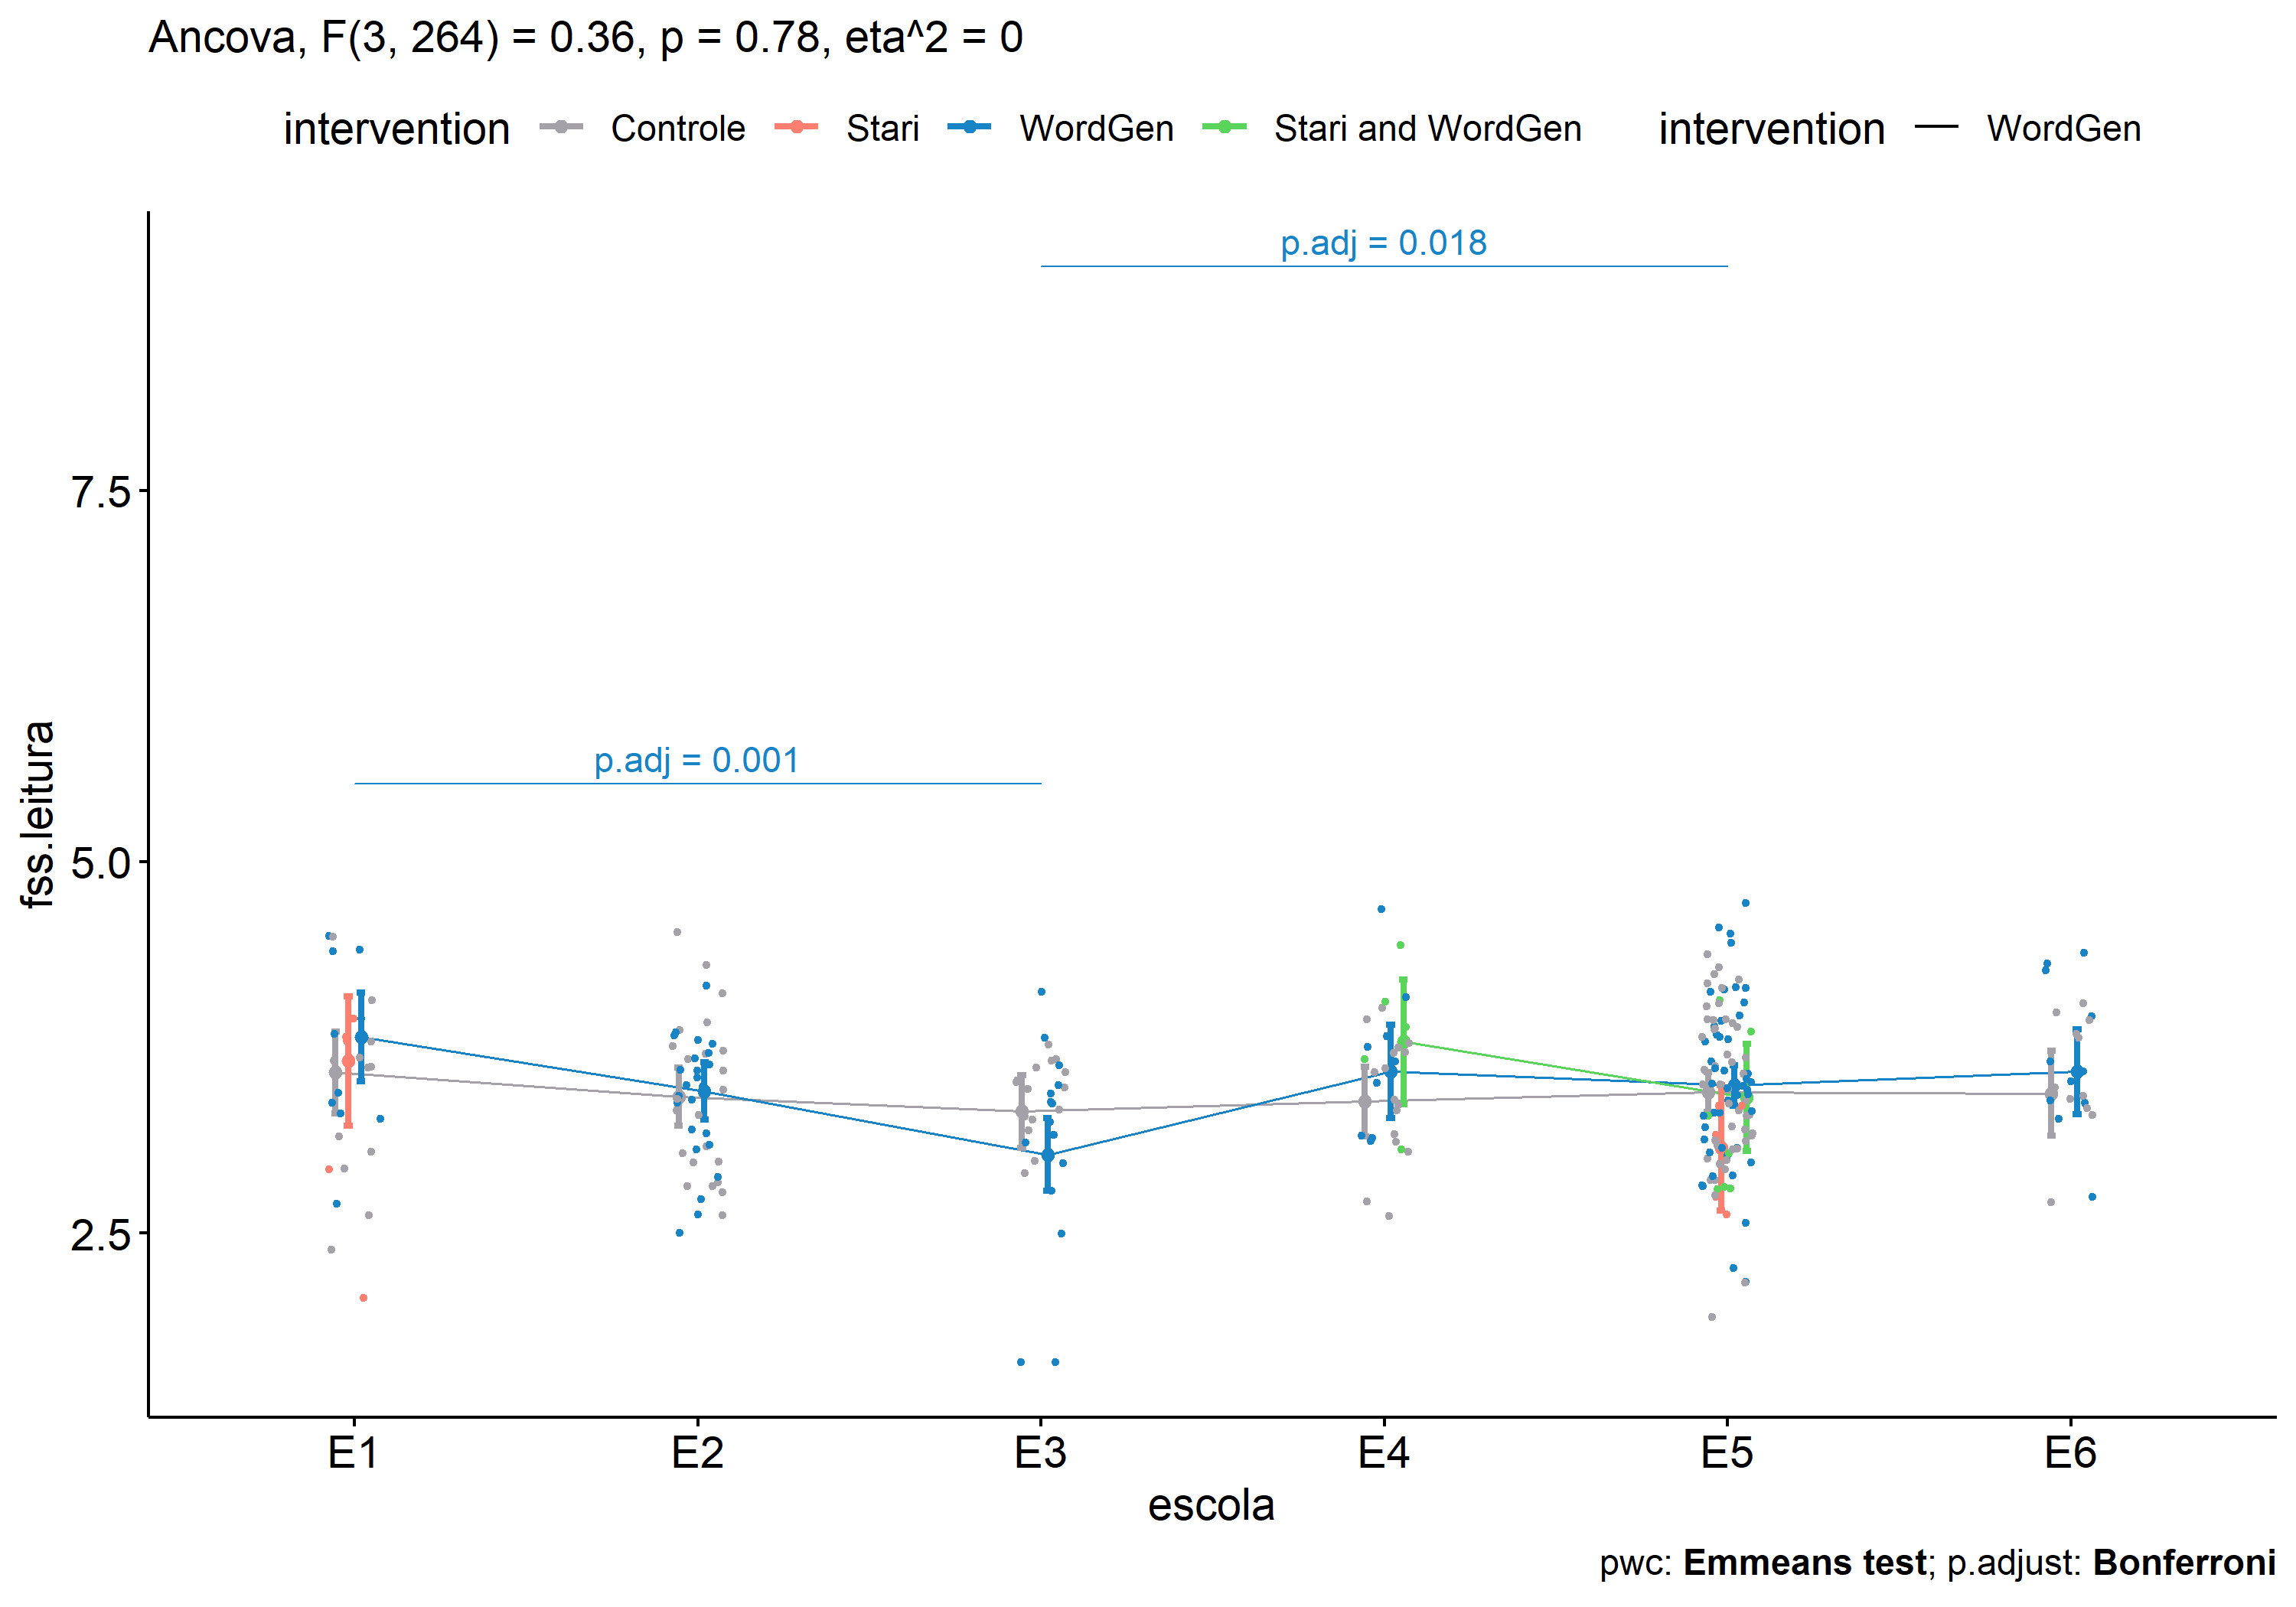 Ancova, F(3, 264) = 0.36, p = 0.78, eta^2 = 0
intervention Controle Stari WordGen Stari and WordGen intervention WordGen
p.adj = 0.018
7.5
p.adj = 0.001
5.0
fss.leitura
2.5
E1 E2 E3 E4 E5 E6
escola
pwc: Emmeans test; p.adjust: Bonferroni